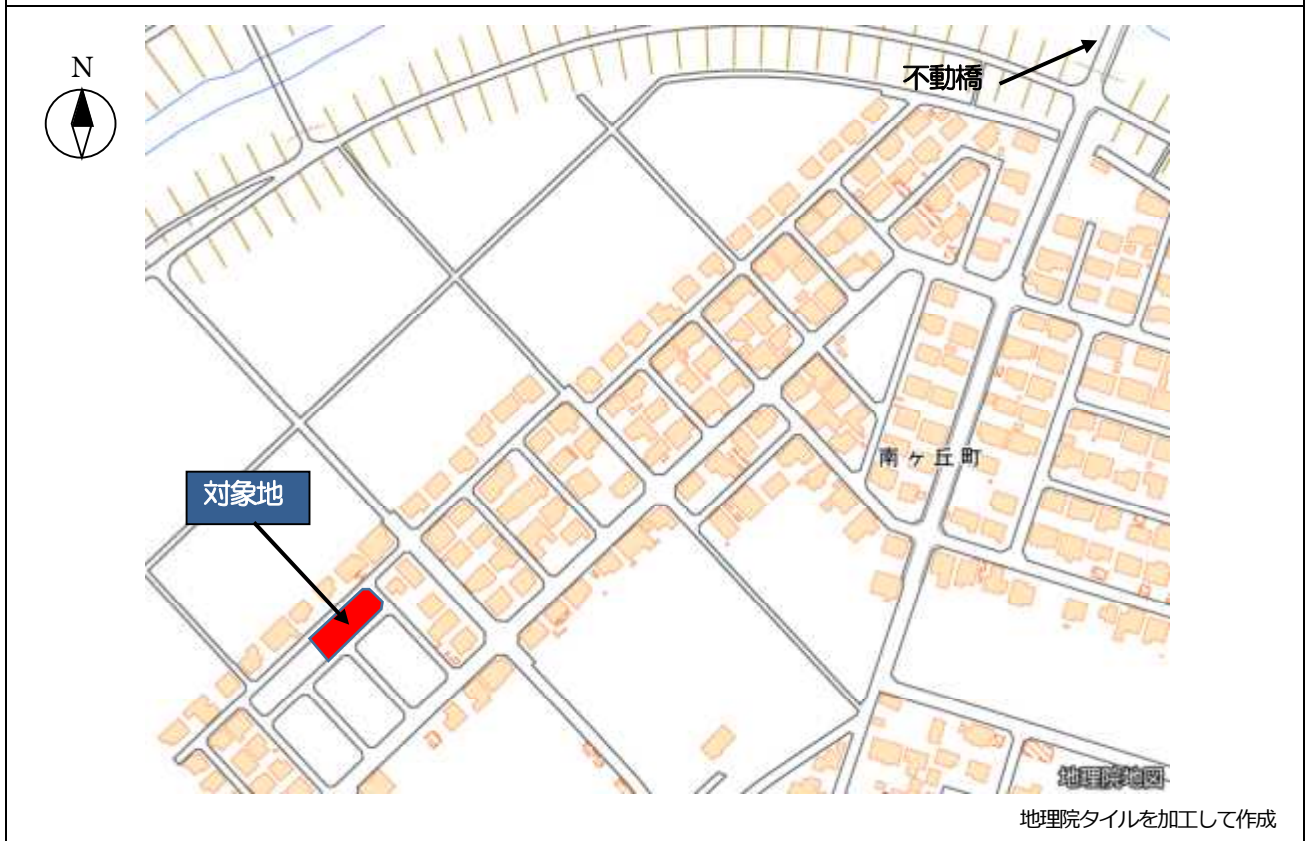 N
不動橋
南ヶ丘町
対象地
地理院地図
地理院タイルを加工して作成